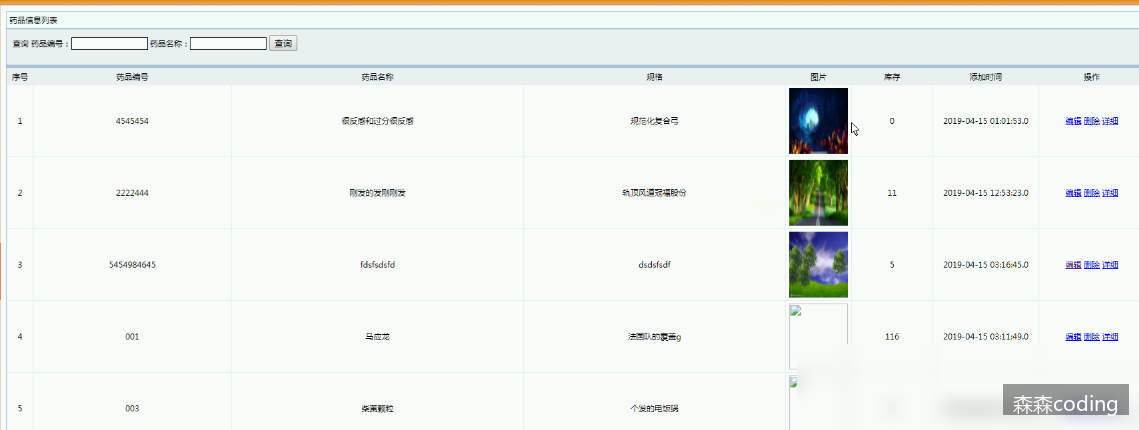 药品信息列表
查询 药品编号： 药品名称： 查询
序号 药品编号 药品名称 规格 图片 库存 添加时间 操作
1 4545454 很反感和过分很反感 规范化复合弓 0 2019-04-15 01:01:53.0 编辑 删除 详细
2 2222444 刚发的发刚刚发 轨顶风道冠福股份 11 2019-04-15 12:53:23.0 编辑 删除 详细
3 5454984645 fdsfsdsfd dsdsfsdf 5 2019-04-15 03:16:45.0 编辑 删除 详细
4 001 马应龙 法国队的覆盖g 116 2019-04-15 03:11:49.0 编辑 删除 详细
5 003 柴薰颗粒 个发的电饭锅
森森coding